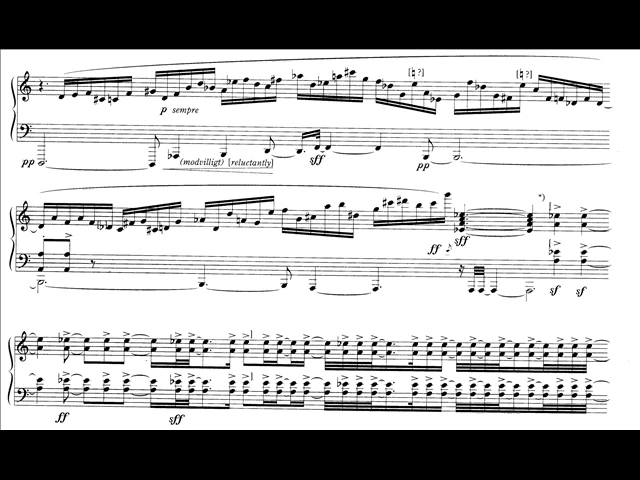 [♮?] [♮?]
p sempre
pp (modvilligt) [reluctantly] sff pp
*)
ff sff
sf sf
ff sff